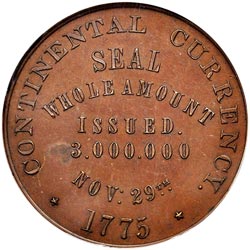 CONTINENTAL CURRENCY.
SEAL
WHOLE AMOUNT
ISSUED.
3.000.000
NOV: 29TH
* 1775 *